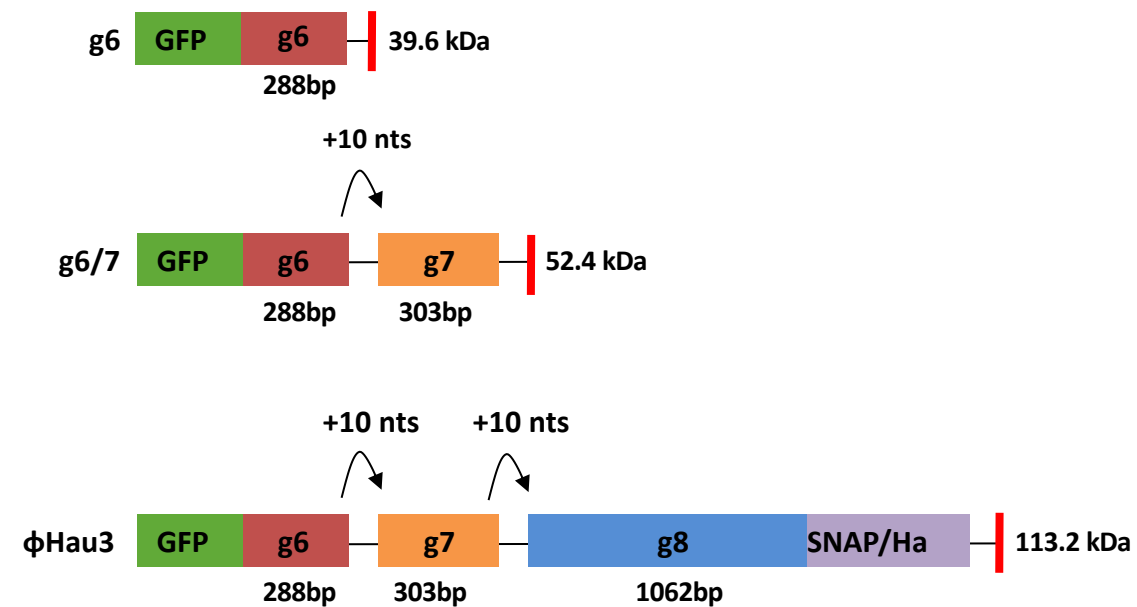 g6 GFP g6 39.6 kDa
288bp
+10 nts
g6/7 GFP g6 g7 52.4 kDa
288bp 303bp
+10 nts +10 nts
ϕHau3 GFP g6 g7 g8 SNAP/Ha 113.2 kDa
288bp 303bp 1062bp